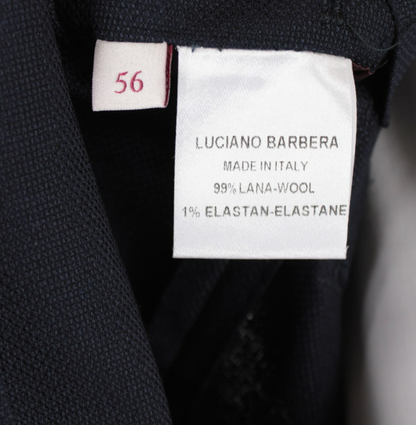 56
LUCIANO BARBERA
MADE IN ITALY
99% LANA-WOOL
1% ELASTAN-ELASTANE